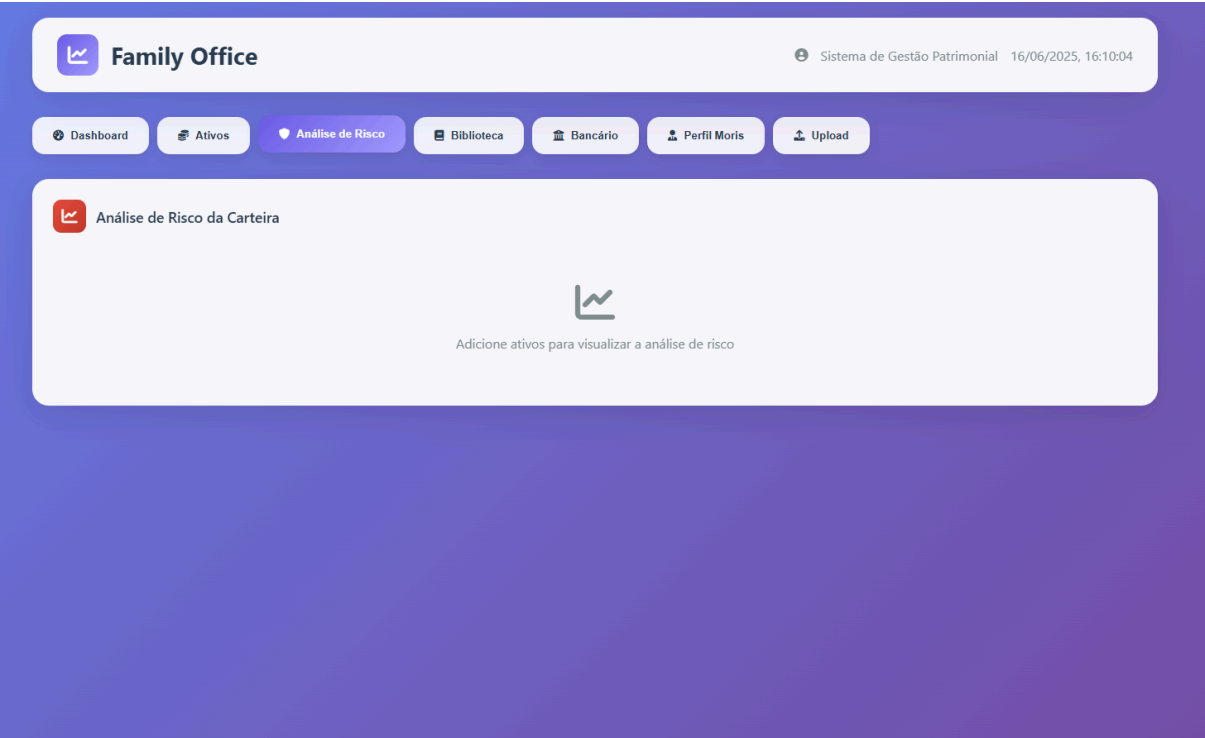 Family Office
Sistema de Gestão Patrimonial 16/06/2025, 16:10:04
Dashboard Ativos Análise de Risco Biblioteca Bancário Perfil Moris Upload
Análise de Risco da Carteira
Adicione ativos para visualizar a análise de risco